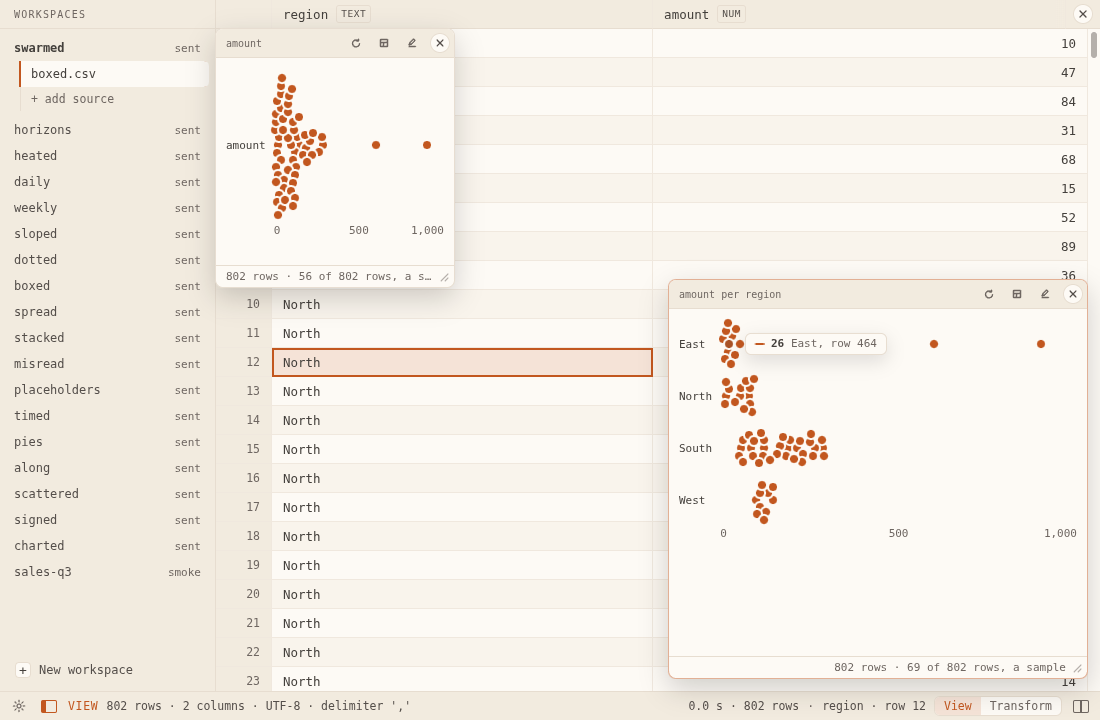 WORKSPACES
swarmed sent
boxed.csv
+ add source
horizons sent
heated sent
daily sent
weekly sent
sloped sent
dotted sent
boxed sent
spread sent
stacked sent
misread sent
placeholders sent
timed sent
pies sent
along sent
scattered sent
signed sent
charted sent
sales-q3 smoke
+ New workspace
region TEXT amount NUM
10
47
84
31
68
15
52
89
36
10 North
11 North
12 North
13 North
14 North
15 North
16 North
17 North
18 North
19 North
20 North
21 North
22 North
23 North 14
amount
amount
0 500 1,000
802 rows · 56 of 802 rows, a s…
amount per region
East
26 East, row 464
North
South
West
0 500 1,000
802 rows · 69 of 802 rows, a sample
VIEW 802 rows · 2 columns · UTF-8 · delimiter ','
0.0 s · 802 rows · region · row 12 View Transform